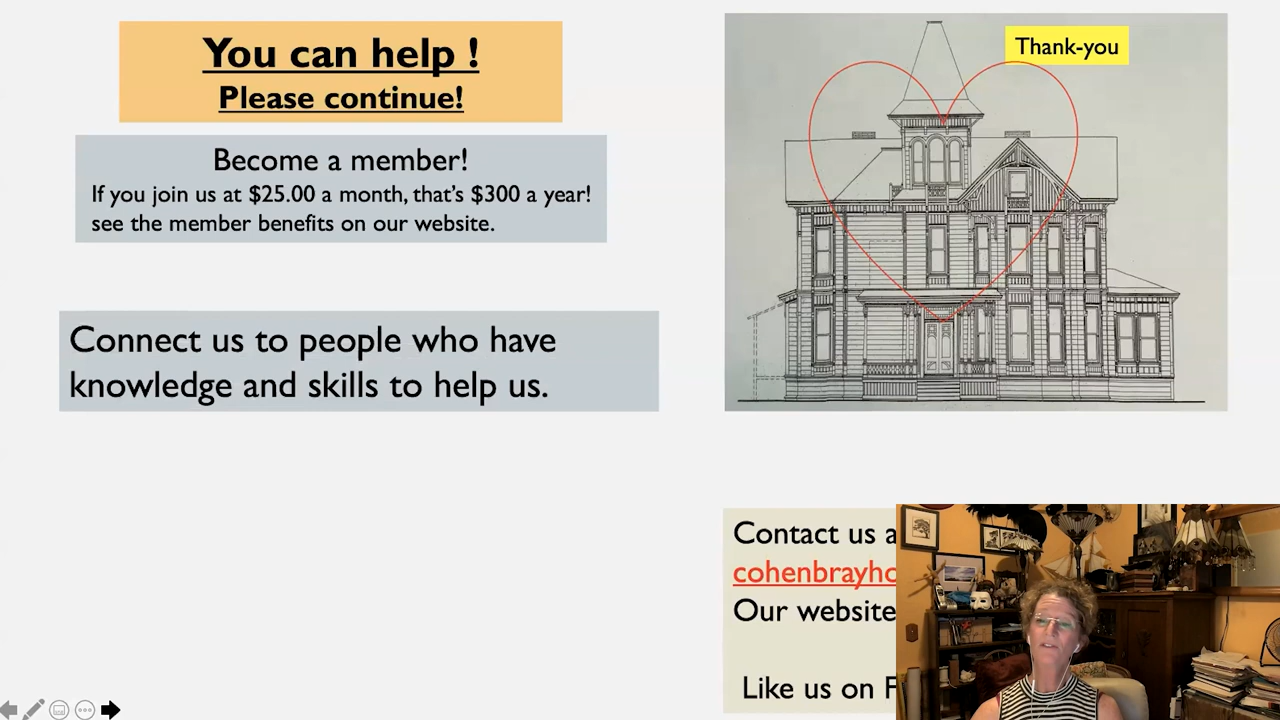 You can help !
Please continue!
Become a member!
If you join us at $25.00 a month, that's $300 a year!
see the member benefits on our website.
Connect us to people who have
knowledge and skills to help us.
Thank-you
Contact us
Our website
Like us on